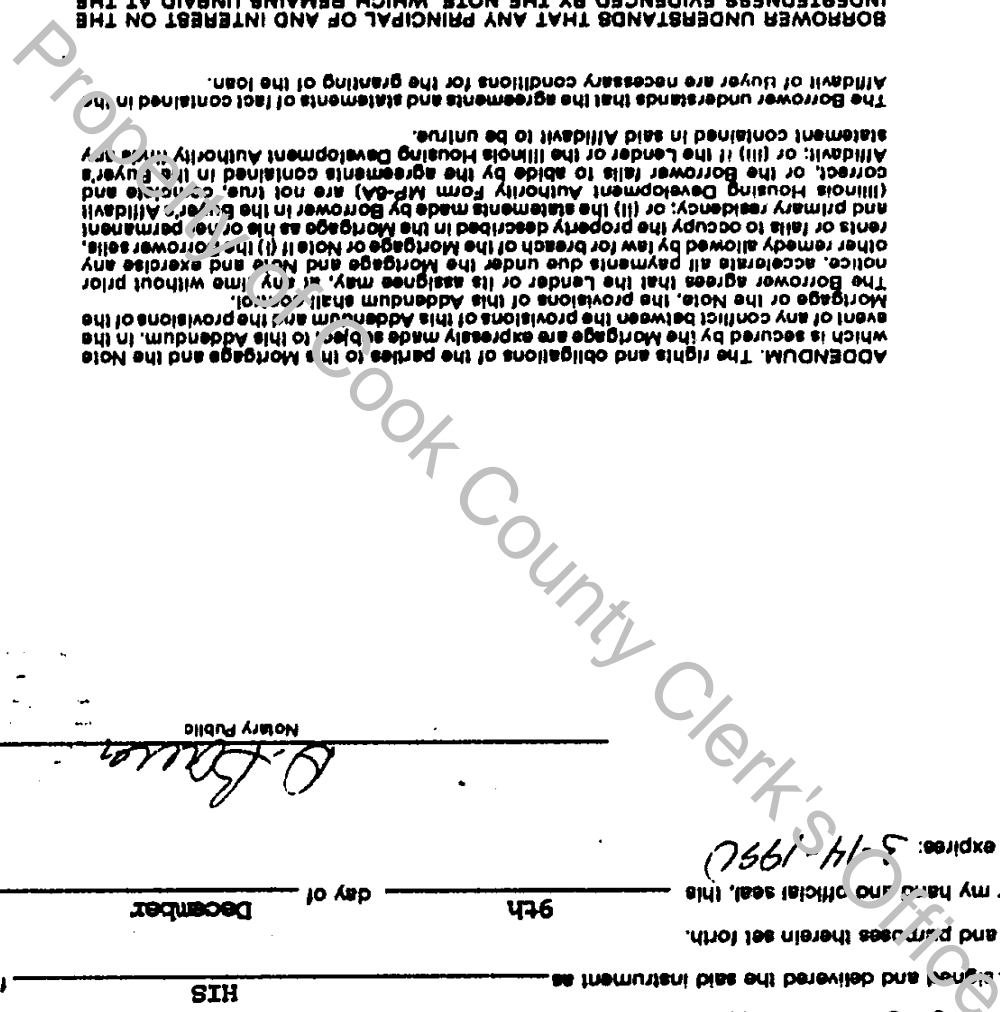 signed and delivered the said instrument as HIS
and purposes therein set forth.
my hand and official seal, this 9th day of December
expires: 5-14-1990
Notary Public
ADDENDUM. The rights and obligations of the parties to the Mortgage and the Note
which is secured by the Mortgage are expressly made subject to this Addendum. In the
event of any conflict between the provisions of this Addendum and the provisions of the
Mortgage or the Note, the provisions of this Addendum shall control.
The Borrower agrees that the Lender or its assignee may, at any time without prior
notice, accelerate all payments due under the Mortgage and Note and exercise any
other remedy allowed by law for breach of the Mortgage or Note if (i) the Borrower sells,
rents or fails to occupy the property described in the Mortgage as his or her permanent
and primary residency; or (ii) the statements made by Borrower in the Buyer's Affidavit
(Illinois Housing Development Authority Form MP-6A) are not true, complete and
correct, or the Borrower fails to abide by the agreements contained in the Buyer's
Affidavit; or (iii) if the Lender or the Illinois Housing Development Authority finds any
statement contained in said Affidavit to be untrue.
The Borrower understands that the agreements and statements of fact contained in the
Affidavit of Buyer are necessary conditions for the granting of the loan.
BORROWER UNDERSTANDS THAT ANY PRINCIPAL OF AND INTEREST ON THE
INDEBTEDNESS EVIDENCED BY THE NOTE, WHICH REMAINS UNPAID AT THE
Property of Cook County Clerk's Office